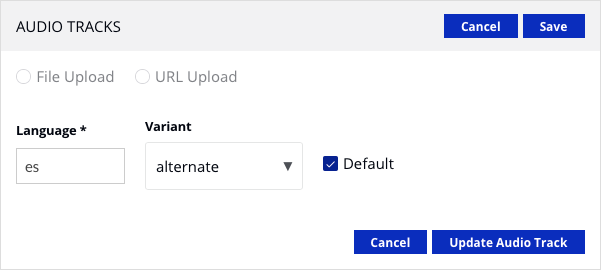 AUDIO TRACKS
Cancel
Save
File Upload
URL Upload
Language *
Variant
es
alternate
Default
Cancel
Update Audio Track